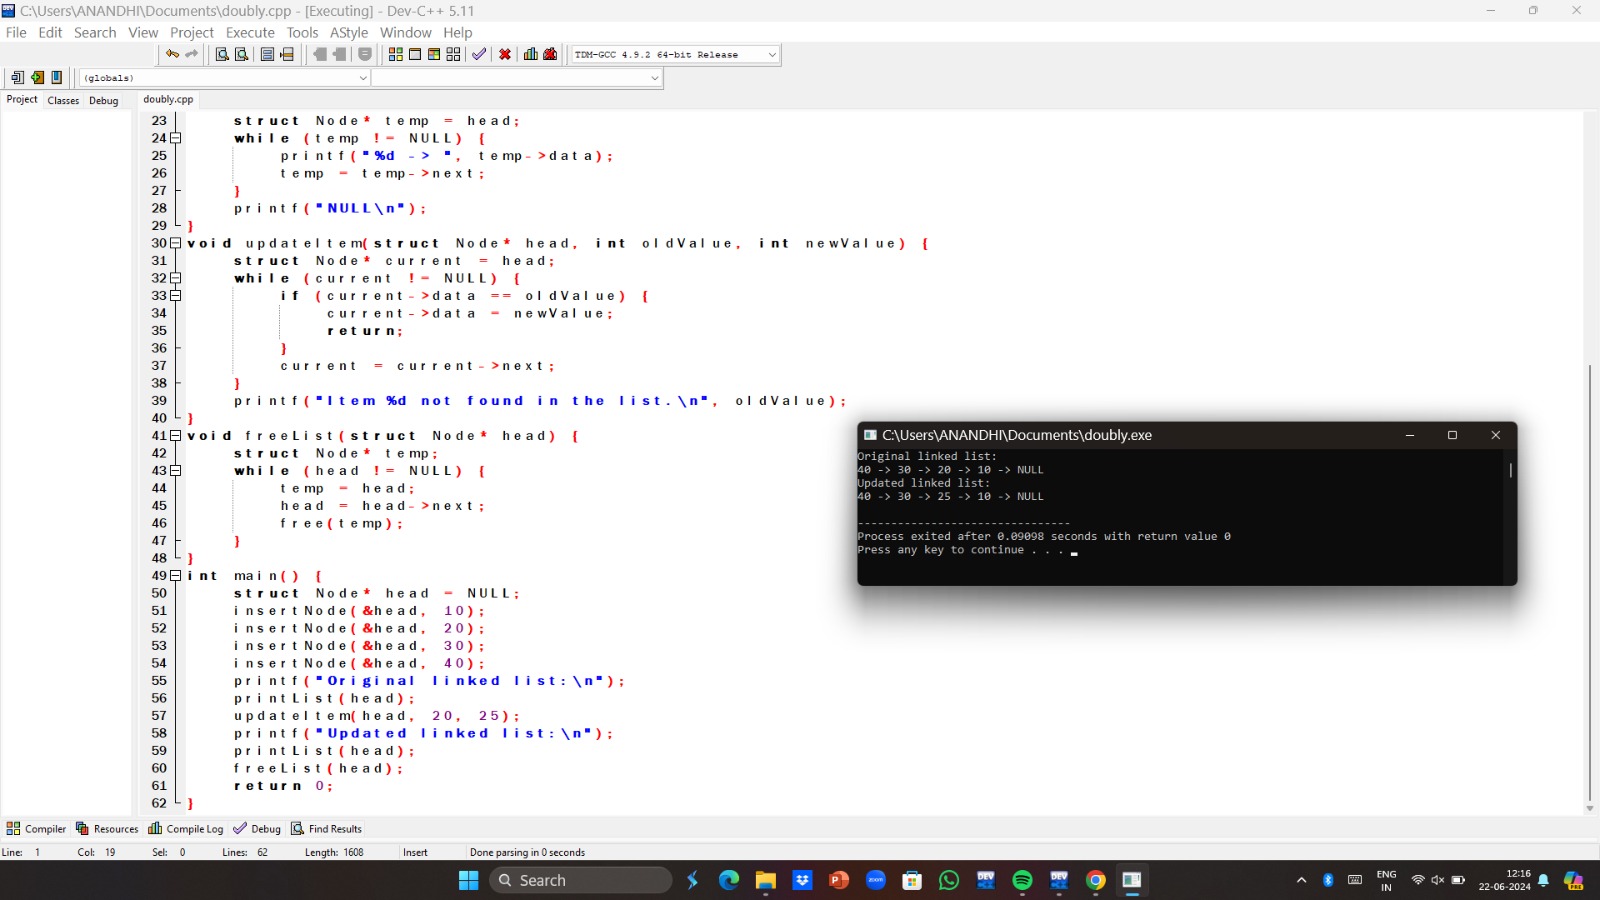 C:\Users\ANANDHI\Documents\doubly.cpp - [Executing] - Dev-C++ 5.11
File Edit Search View Project Execute Tools AStyle Window Help
TDM-GCC 4.9.2 64-bit Release
(globals)
Project Classes Debug doubly.cpp
23 struct Node* temp = head;
24 while (temp != NULL) {
25 printf("%d -> ", temp->data);
26 temp = temp->next;
27 }
28 printf("NULL\n");
29 }
30 void updateItem(struct Node* head, int oldValue, int newValue) {
31 struct Node* current = head;
32 while (current != NULL) {
33 if (current->data == oldValue) {
34 current->data = newValue;
35 return;
36 }
37 current = current->next;
38 }
39 printf("Item %d not found in the list.\n", oldValue);
40 }
41 void freeList(struct Node* head) {
42 struct Node* temp;
43 while (head != NULL) {
44 temp = head;
45 head = head->next;
46 free(temp);
47 }
48 }
49 int main() {
50 struct Node* head = NULL;
51 insertNode(&head, 10);
52 insertNode(&head, 20);
53 insertNode(&head, 30);
54 insertNode(&head, 40);
55 printf("Original linked list:\n");
56 printList(head);
57 updateItem(head, 20, 25);
58 printf("Updated linked list:\n");
59 printList(head);
60 freeList(head);
61 return 0;
62 }
C:\Users\ANANDHI\Documents\doubly.exe
Original linked list:
40 -> 30 -> 20 -> 10 -> NULL
Updated linked list:
40 -> 30 -> 25 -> 10 -> NULL
--------------------------------
Process exited after 0.09098 seconds with return value 0
Press any key to continue . . .
Compiler Resources Compile Log Debug Find Results
Line: 1 Col: 19 Sel: 0 Lines: 62 Length: 1608 Insert Done parsing in 0 seconds
Search
zoom
DEV
DEV
ENG
IN
12:16
22-06-2024
PRE